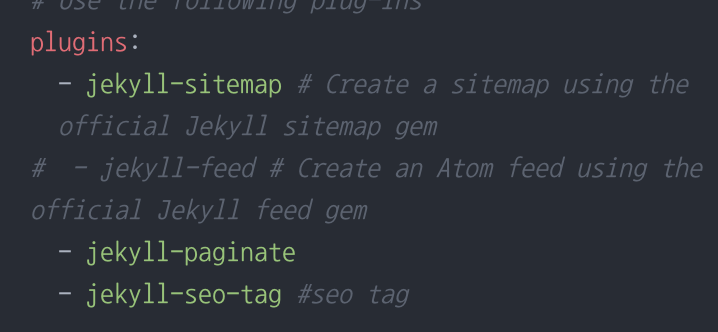 # Use the following plug-ins
plugins:
- jekyll-sitemap # Create a sitemap using the
official Jekyll sitemap gem
#  - jekyll-feed # Create an Atom feed using the
official Jekyll feed gem
- jekyll-paginate
- jekyll-seo-tag #seo tag